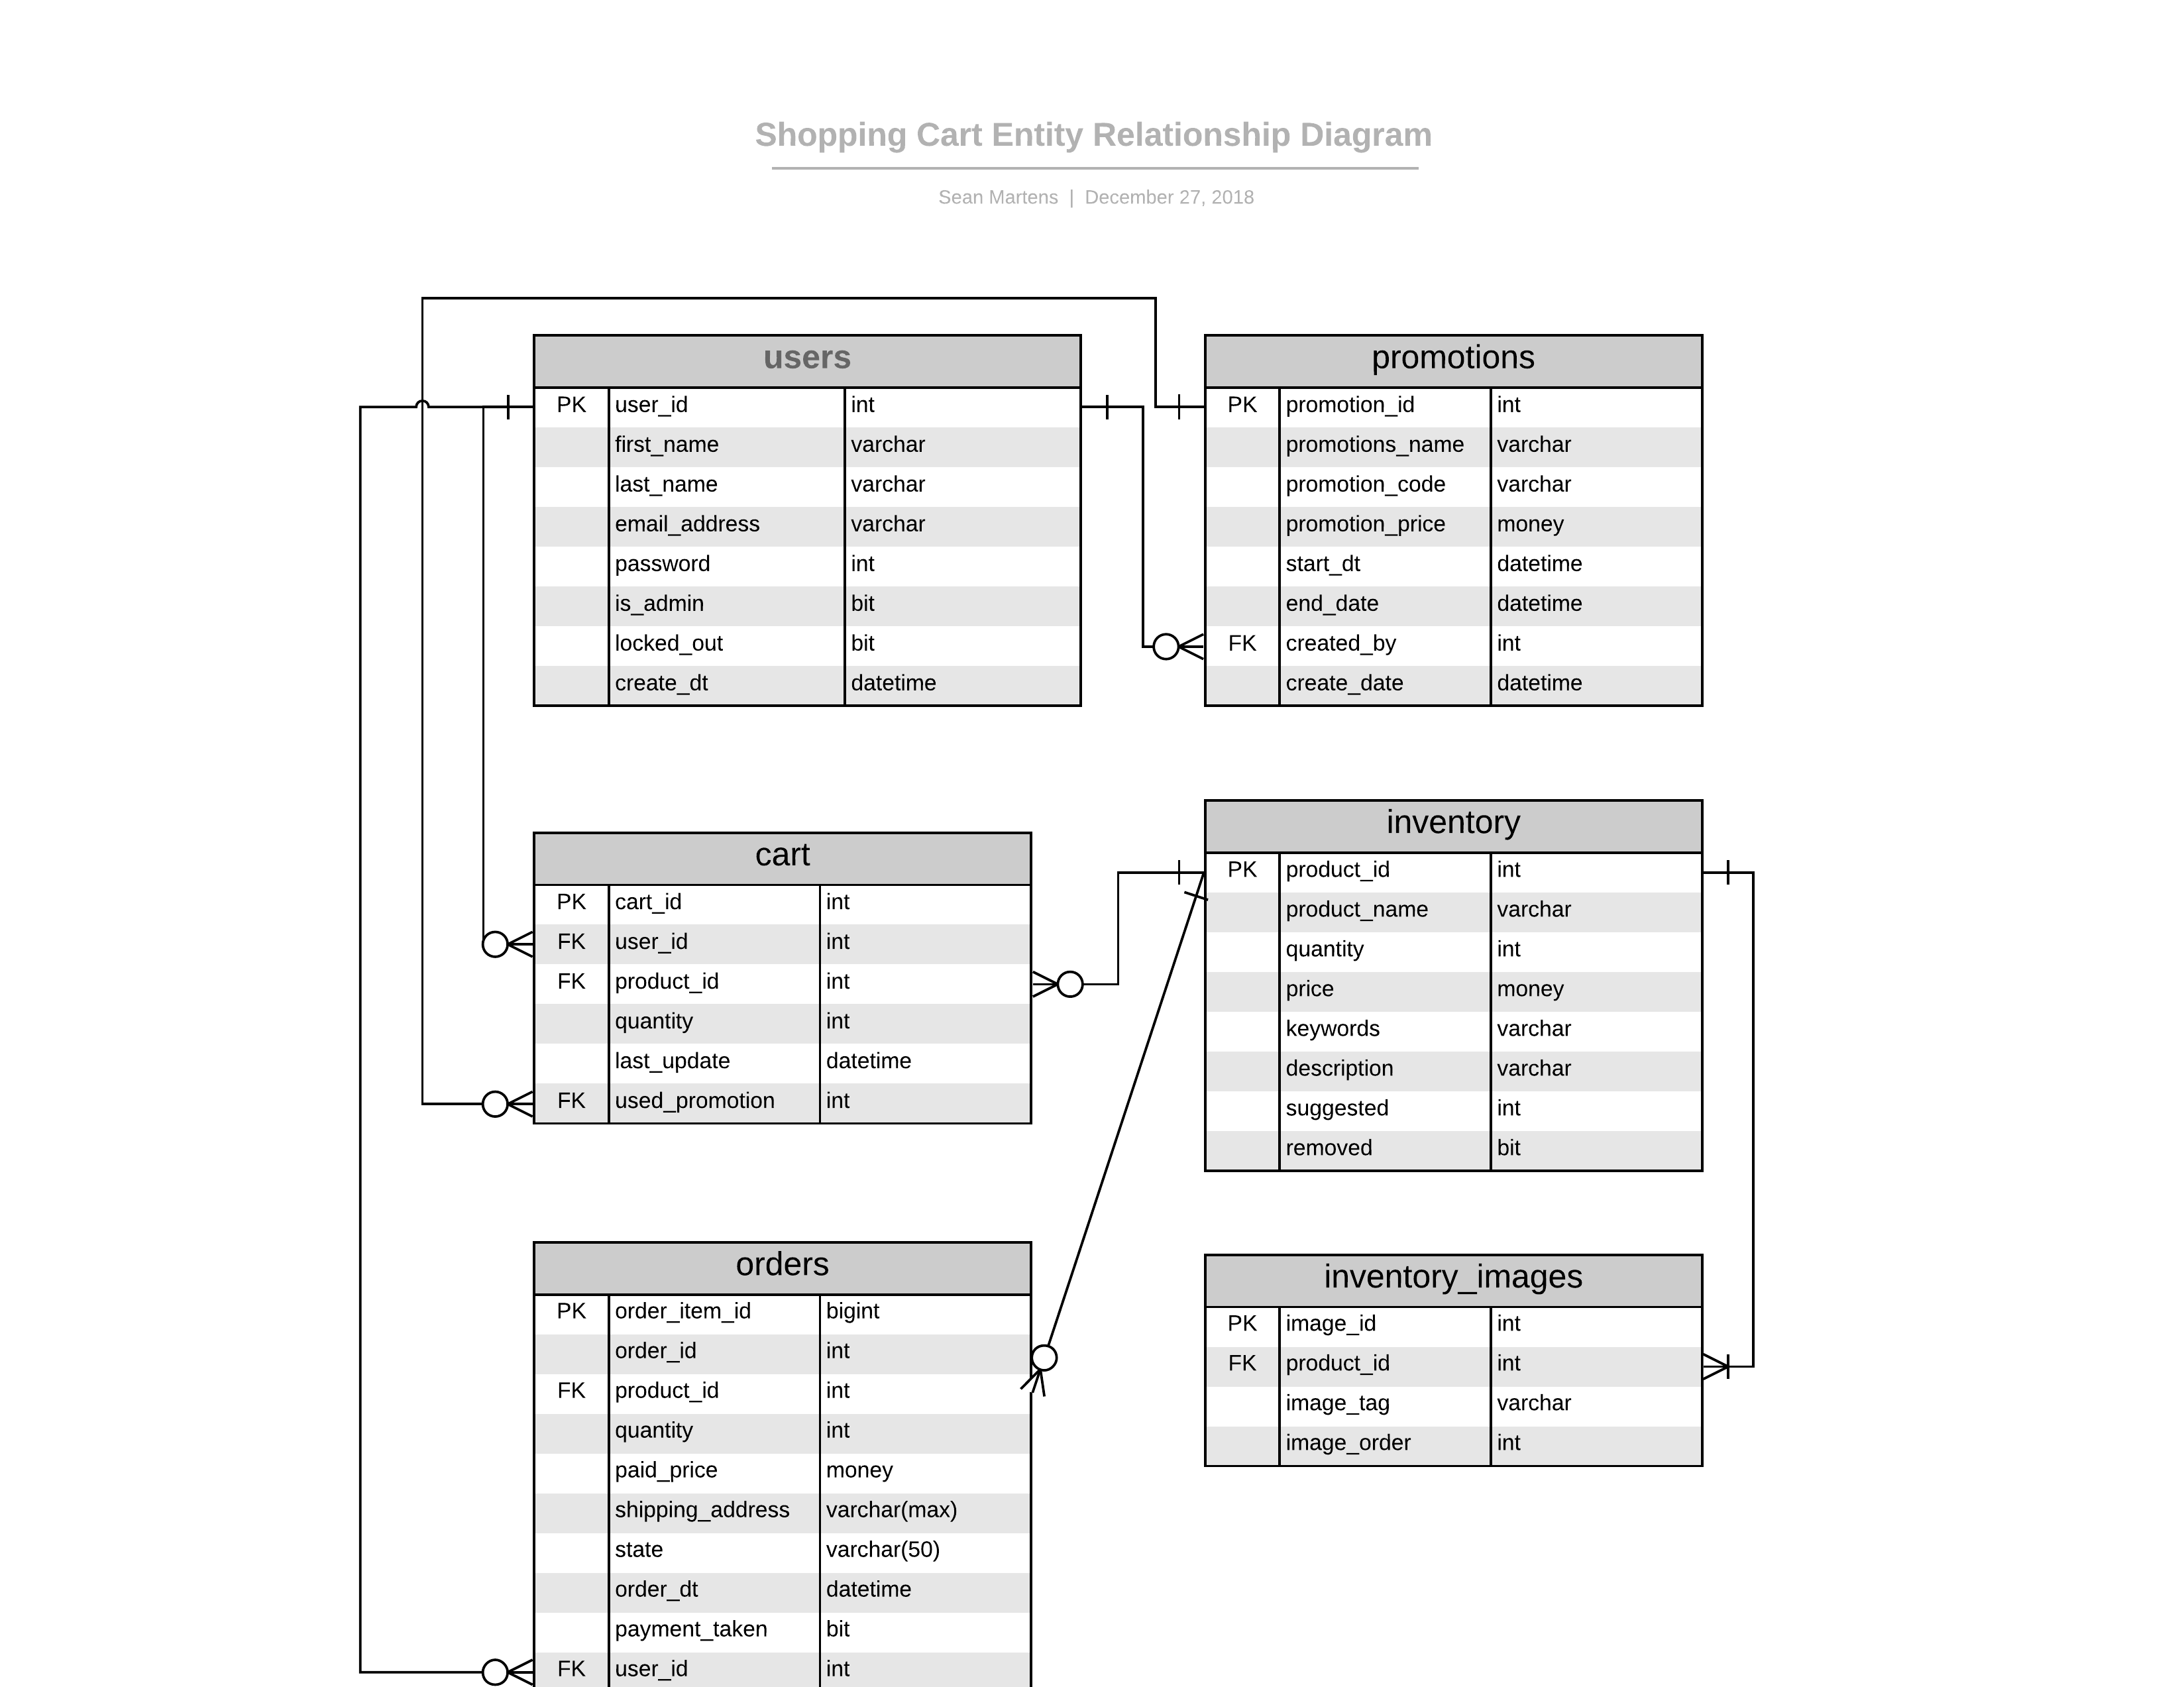 Shopping Cart Entity Relationship Diagram
Sean Martens | December 27, 2018
users
PK user_id int
first_name varchar
last_name varchar
email_address varchar
password int
is_admin bit
locked_out bit
create_dt datetime
promotions
PK promotion_id int
promotions_name varchar
promotion_code varchar
promotion_price money
start_dt datetime
end_date datetime
FK created_by int
create_date datetime
cart
PK cart_id int
FK user_id int
FK product_id int
quantity int
last_update datetime
FK used_promotion int
inventory
PK product_id int
product_name varchar
quantity int
price money
keywords varchar
description varchar
suggested int
removed bit
orders
PK order_item_id bigint
order_id int
FK product_id int
quantity int
paid_price money
shipping_address varchar(max)
state varchar(50)
order_dt datetime
payment_taken bit
FK user_id int
inventory_images
PK image_id int
FK product_id int
image_tag varchar
image_order int